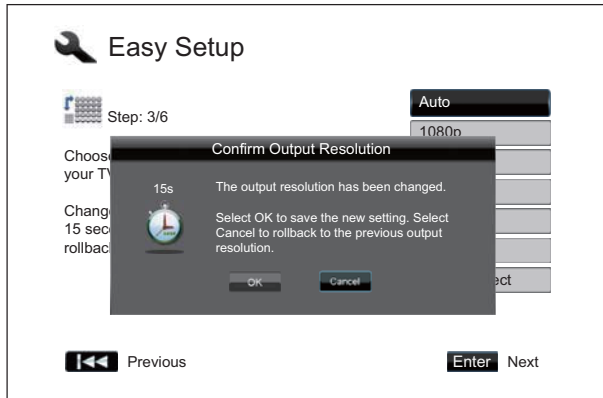 Easy Setup
Step: 3/6
Auto
1080p
Confirm Output Resolution
15s
The output resolution has been changed.
Select OK to save the new setting. Select
Cancel to rollback to the previous output
resolution.
OK
Cancel
your
15
Previous
Enter
Next